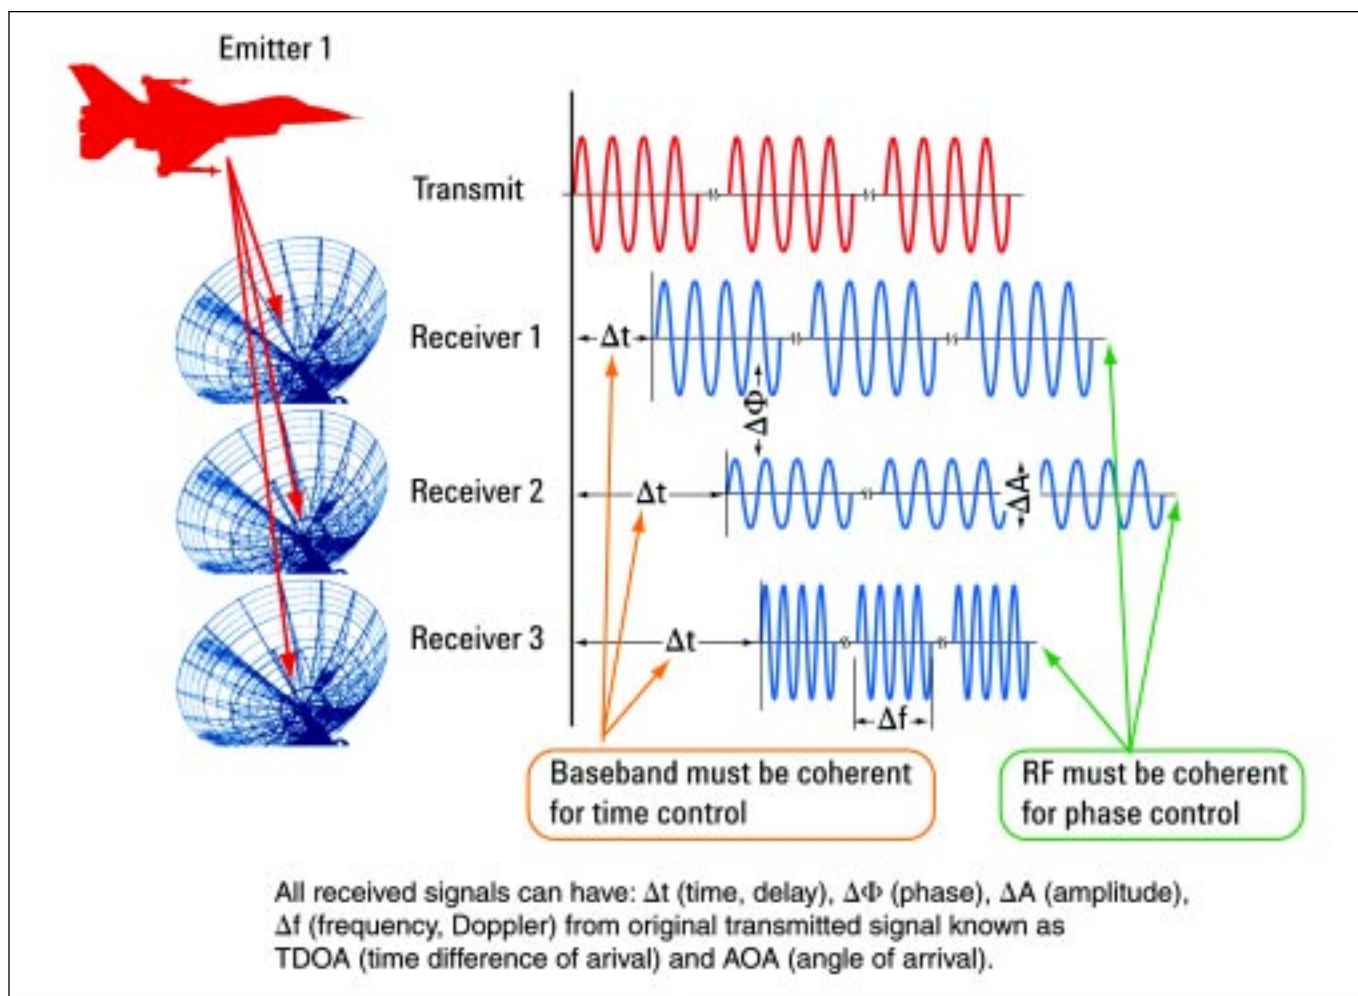 Emitter 1
Transmit
Receiver 1
Δt
ΔΦ
Receiver 2
Δt
ΔA
Receiver 3
Δt
Δf
Baseband must be coherent
for time control
RF must be coherent
for phase control
All received signals can have: Δt (time, delay), ΔΦ (phase), ΔA (amplitude),
Δf (frequency, Doppler) from original transmitted signal known as
TDOA (time difference of arival) and AOA (angle of arrival).